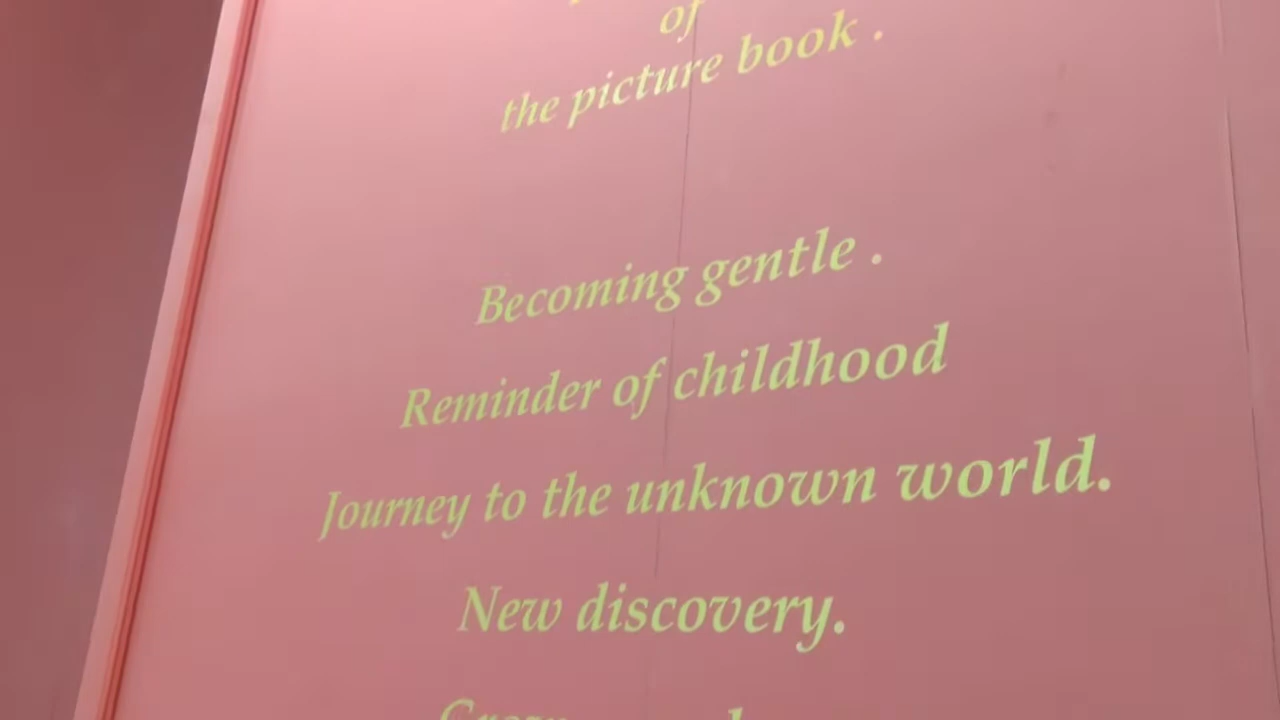 of
the picture book .
Becoming gentle .
Reminder of childhood
Journey to the unknown world.
New discovery.